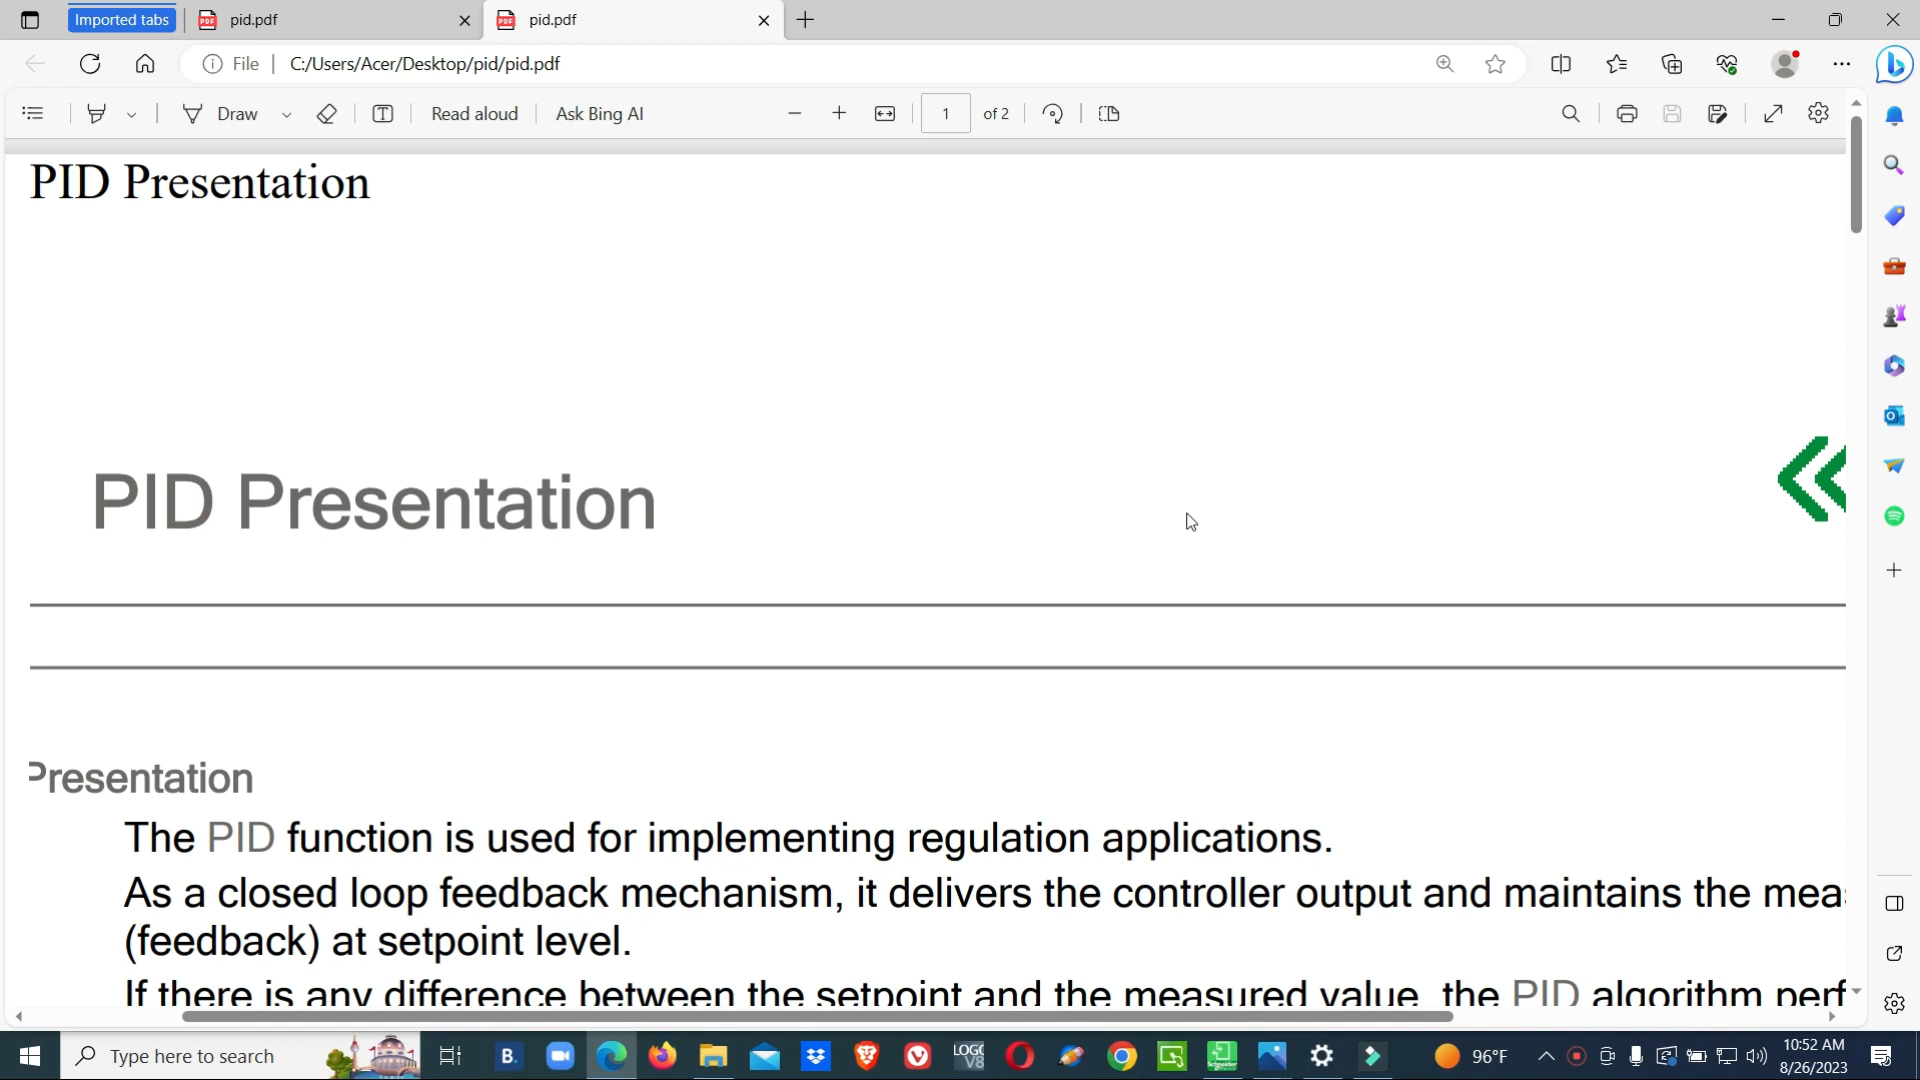 Imported tabs
pid.pdf
pid.pdf
File
C:/Users/Acer/Desktop/pid/pid.pdf
Draw
Read aloud
Ask Bing AI
1
of 2
PID Presentation
PID Presentation
Presentation
The PID function is used for implementing regulation applications.
As a closed loop feedback mechanism, it delivers the controller output and maintains the meas
(feedback) at setpoint level.
If there is any difference between the setpoint and the measured value, the PID algorithm perf
Type here to search
B.
LOGO
V8
Schneider
96°F
10:52 AM
8/26/2023